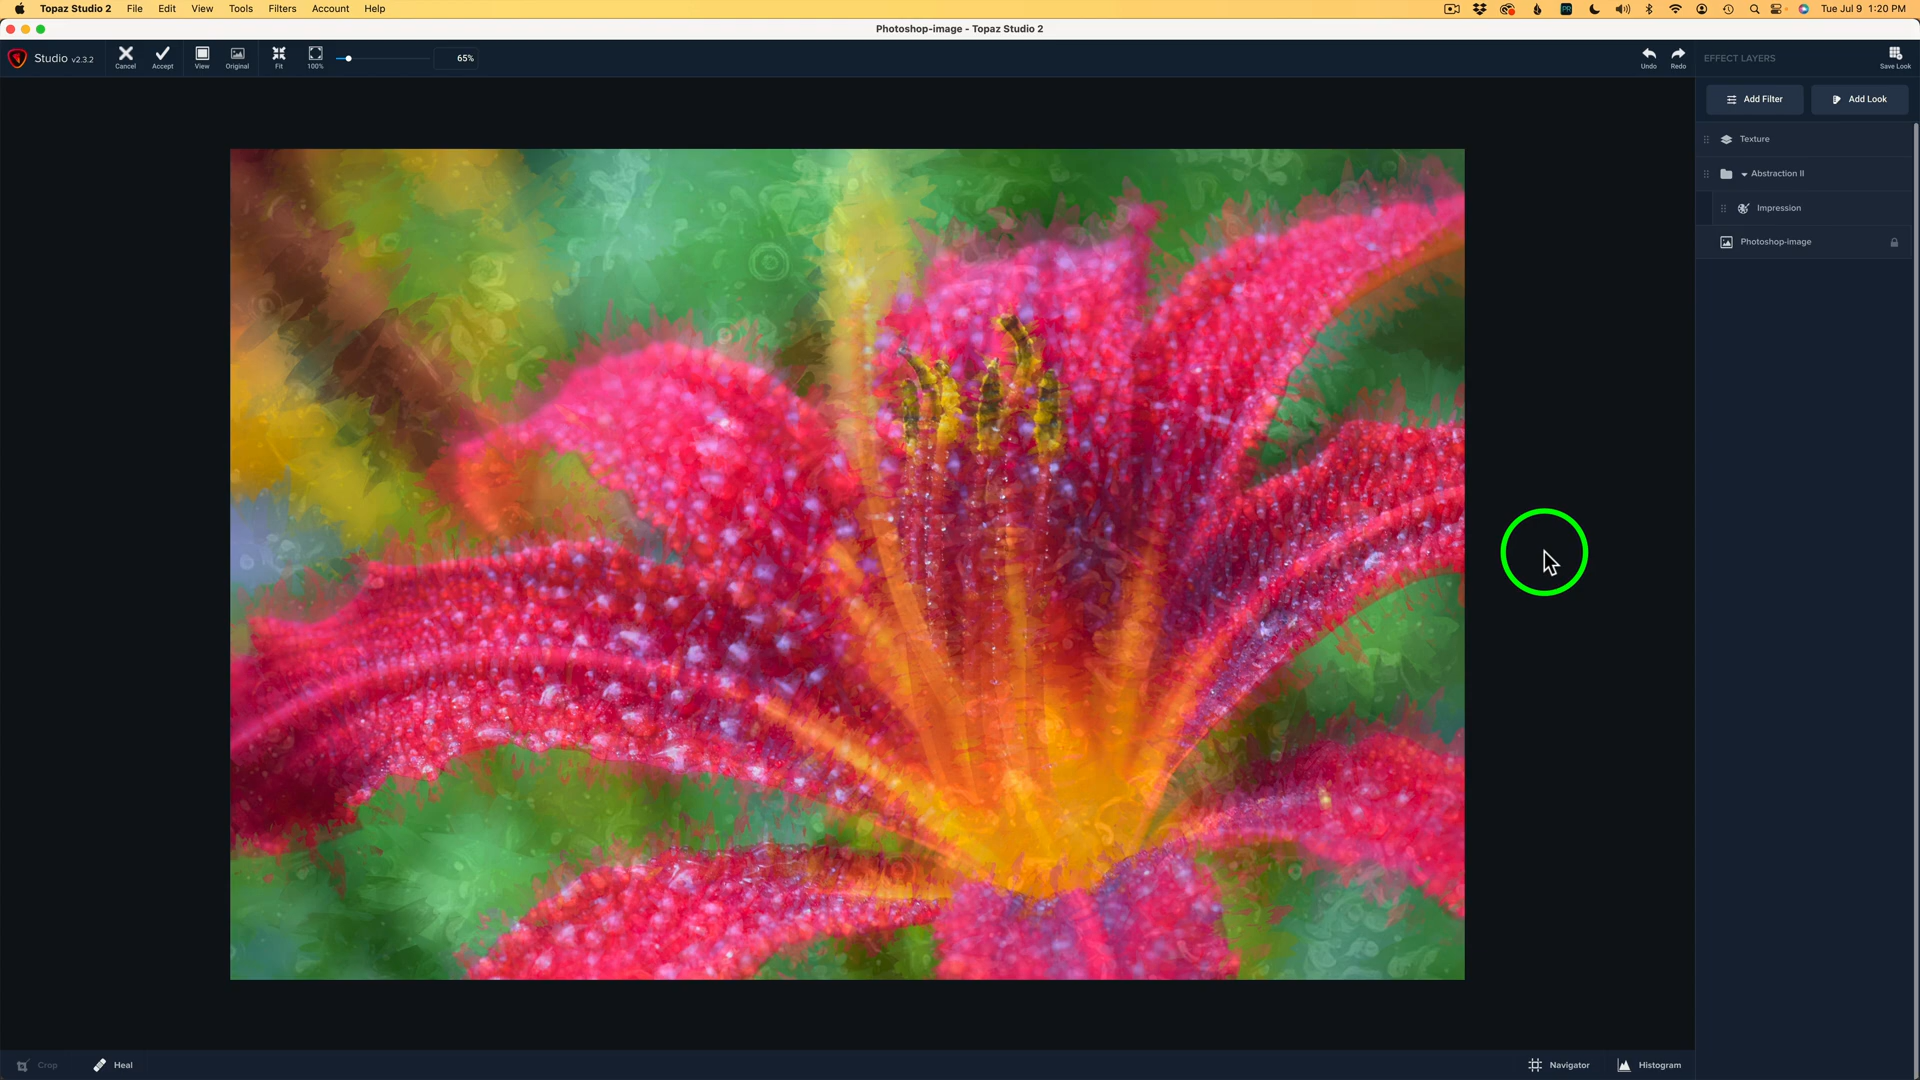 Topaz Studio 2 File Edit View Tools Filters Account Help
Tue Jul 9 1:20 PM
Photoshop-image - Topaz Studio 2
Studio v2.3.2
Cancel
Accept
View
Original
Fit
100%
65%
Undo
Redo
EFFECT LAYERS
Save Look
Add Filter
Add Look
Texture
Abstraction II
Impression
Photoshop-image
Crop
Heal
Navigator
Histogram